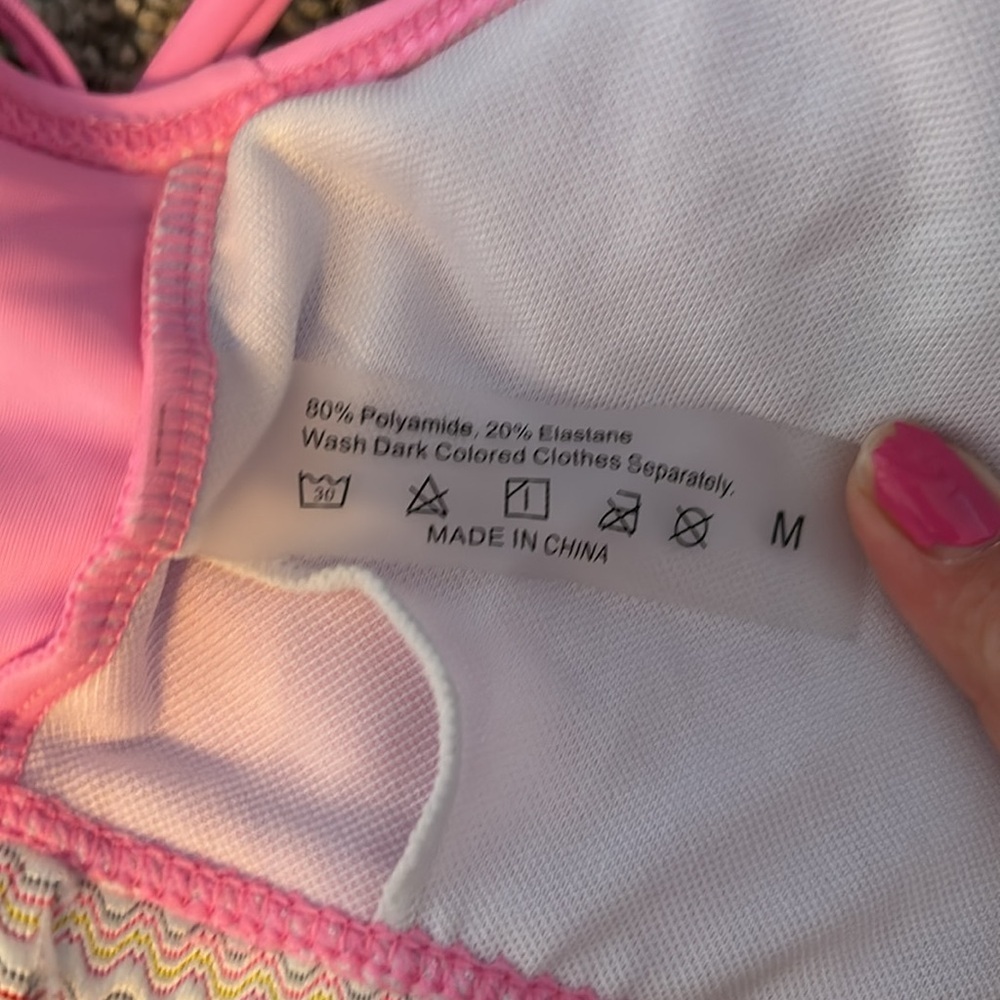 80% Polyamide, 20% Elastane
Wash Dark Colored Clothes Separately.
30
M
MADE IN CHINA